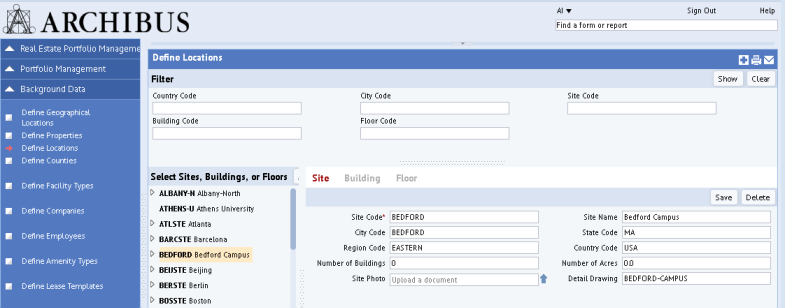 ARCHIBUS
AI
Sign Out
Help
Find a form or report
Real Estate Portfolio Manageme
Portfolio Management
Background Data
Define Geographical
Locations
Define Properties
Define Locations
Define Counties
Define Facility Types
Define Companies
Define Employees
Define Amenity Types
Define Lease Templates
Define Locations
Filter
Show
Clear
Country Code
City Code
Site Code
Building Code
Floor Code
Select Sites, Buildings, or Floors
ALBANY-N Albany-North
ATHENS-U Athens University
ATLSTE Atlanta
BARCSTE Barcelona
BEDFORD Bedford Campus
BEIJSTE Beijing
BERSTE Berlin
BOSSTE Boston
Site
Building
Floor
Save
Delete
Site Code* BEDFORD
Site Name Bedford Campus
City Code BEDFORD
State Code MA
Region Code EASTERN
Country Code USA
Number of Buildings 0
Number of Acres 0.0
Site Photo Upload a document
Detail Drawing BEDFORD-CAMPUS